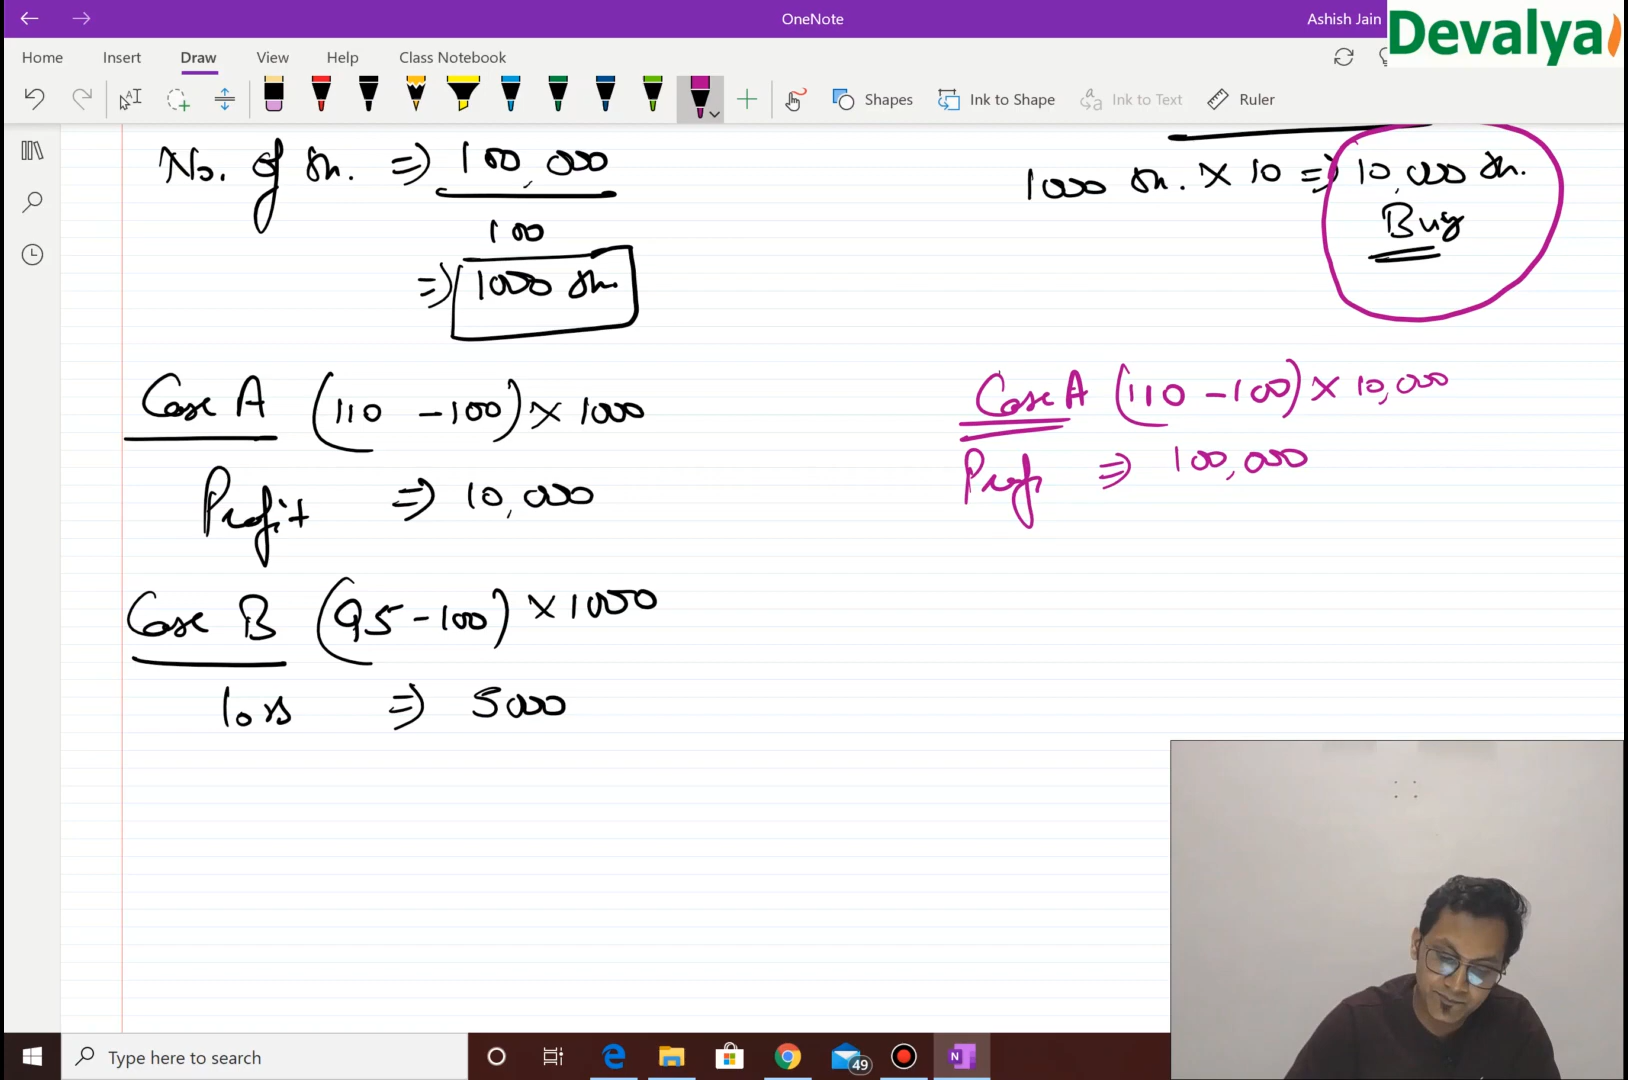 OneNote
Ashish Jain
Devalya
Home Insert Draw View Help Class Notebook
Shapes Ink to Shape Ink to Text Ruler
No. of sh. ⇒ 100,000
100
⇒ 1000 sh.
1000 sh. × 10 ⇒ 10,000 sh.
Buy
Case A (110 - 100) × 1000
Profit ⇒ 10,000
Case B (95 - 100) × 1000
loss ⇒ 5000
Case A (110 - 100) × 10,000
Profi ⇒ 100,000
Type here to search
49
N